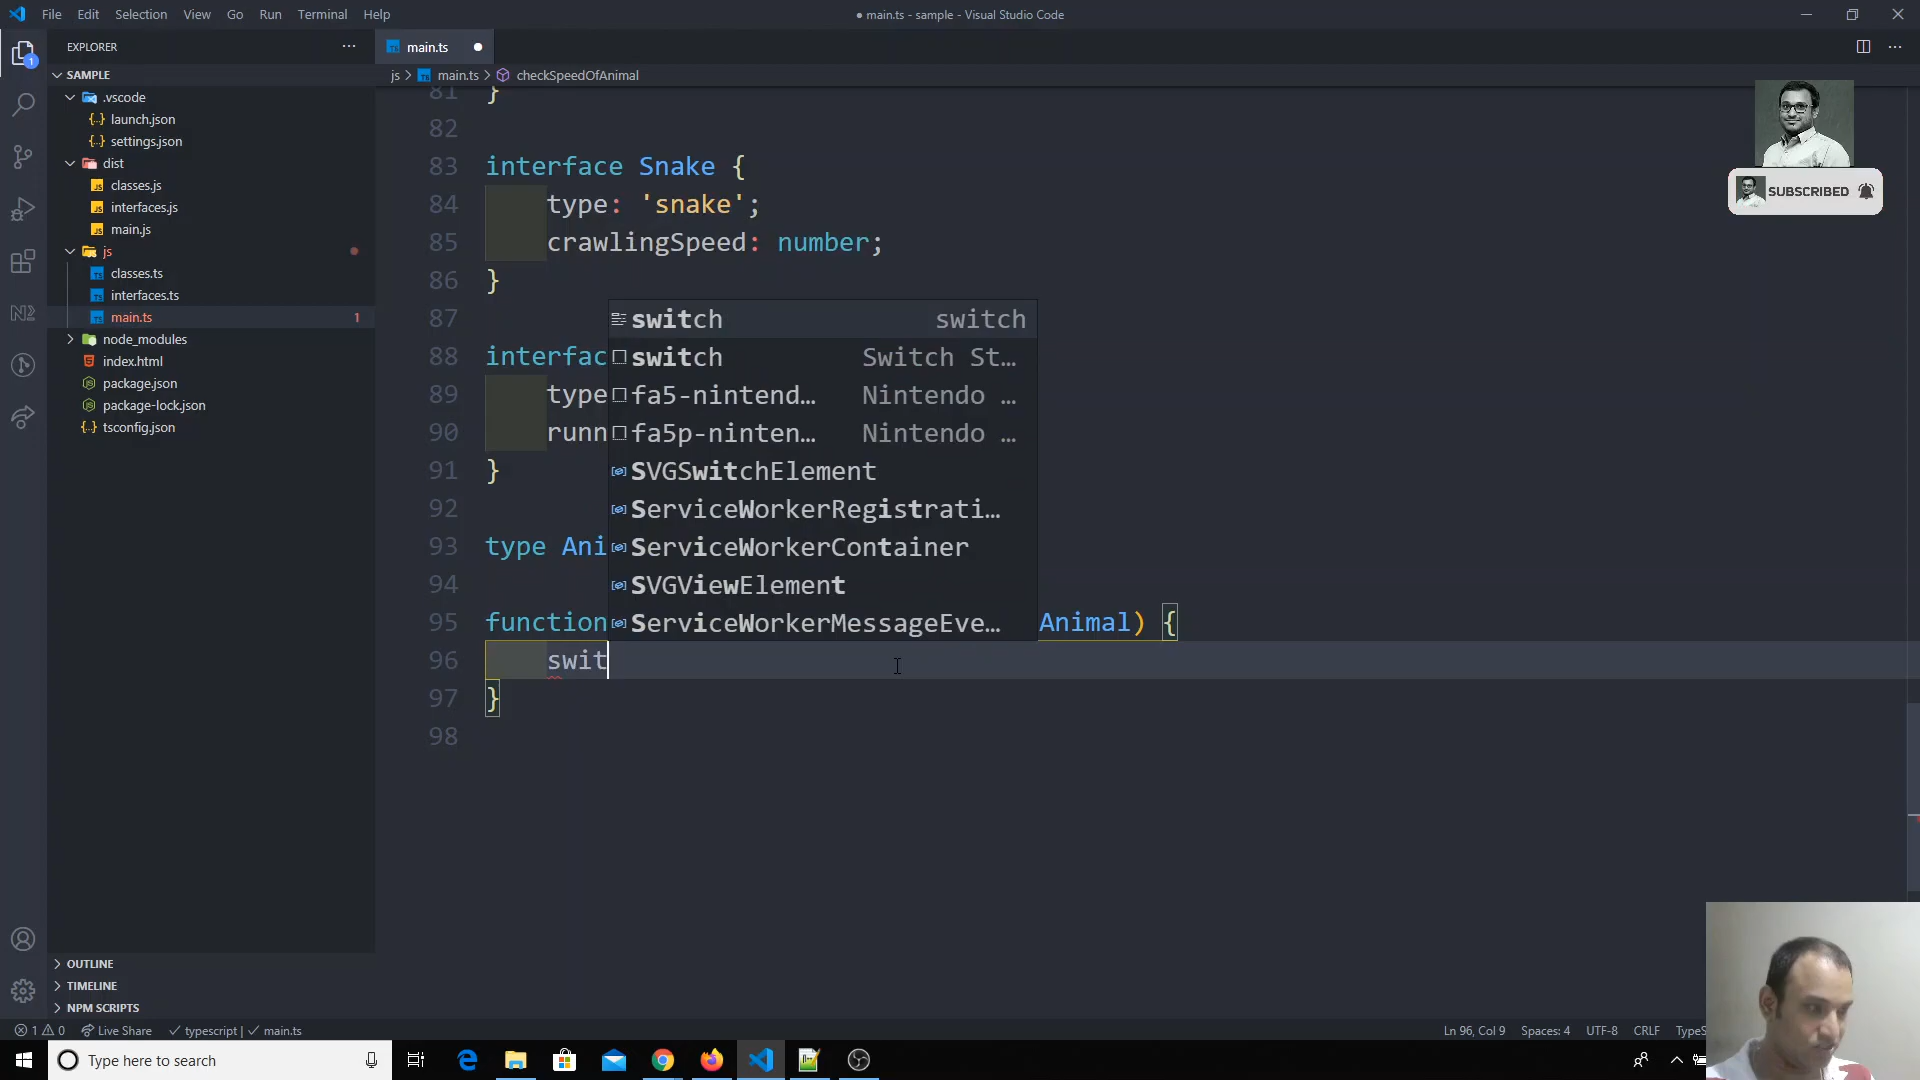 File Edit Selection View Go Run Terminal Help
● main.ts - sample - Visual Studio Code
EXPLORER
SAMPLE
.vscode
launch.json
settings.json
dist
classes.js
interfaces.js
main.js
js
classes.ts
interfaces.ts
main.ts 1
node_modules
index.html
package.json
package-lock.json
tsconfig.json
OUTLINE
TIMELINE
NPM SCRIPTS
main.ts
js > main.ts > checkSpeedOfAnimal
81 }
82
83 interface Snake {
84 type: 'snake';
85 crawlingSpeed: number;
86 }
87
88 interfac
89 type
90 runn
91 }
92
93 type Ani
94
95 function Animal) {
96 swit
97 }
98
switch switch
switch Switch St…
fa5-nintend… Nintendo …
fa5p-ninten… Nintendo …
SVGSwitchElement
ServiceWorkerRegistrati…
ServiceWorkerContainer
SVGViewElement
ServiceWorkerMessageEve…
SUBSCRIBED
1 0 Live Share typescript | main.ts
Ln 96, Col 9 Spaces: 4 UTF-8 CRLF TypeS
Type here to search